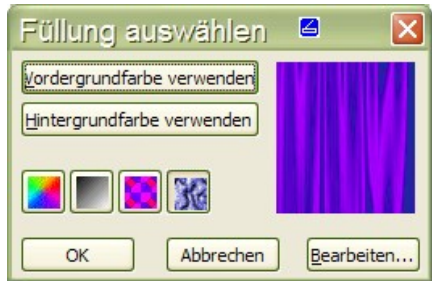 Füllung auswählen
Vordergrundfarbe verwenden
Hintergrundfarbe verwenden
OK
Abbrechen
Bearbeiten...